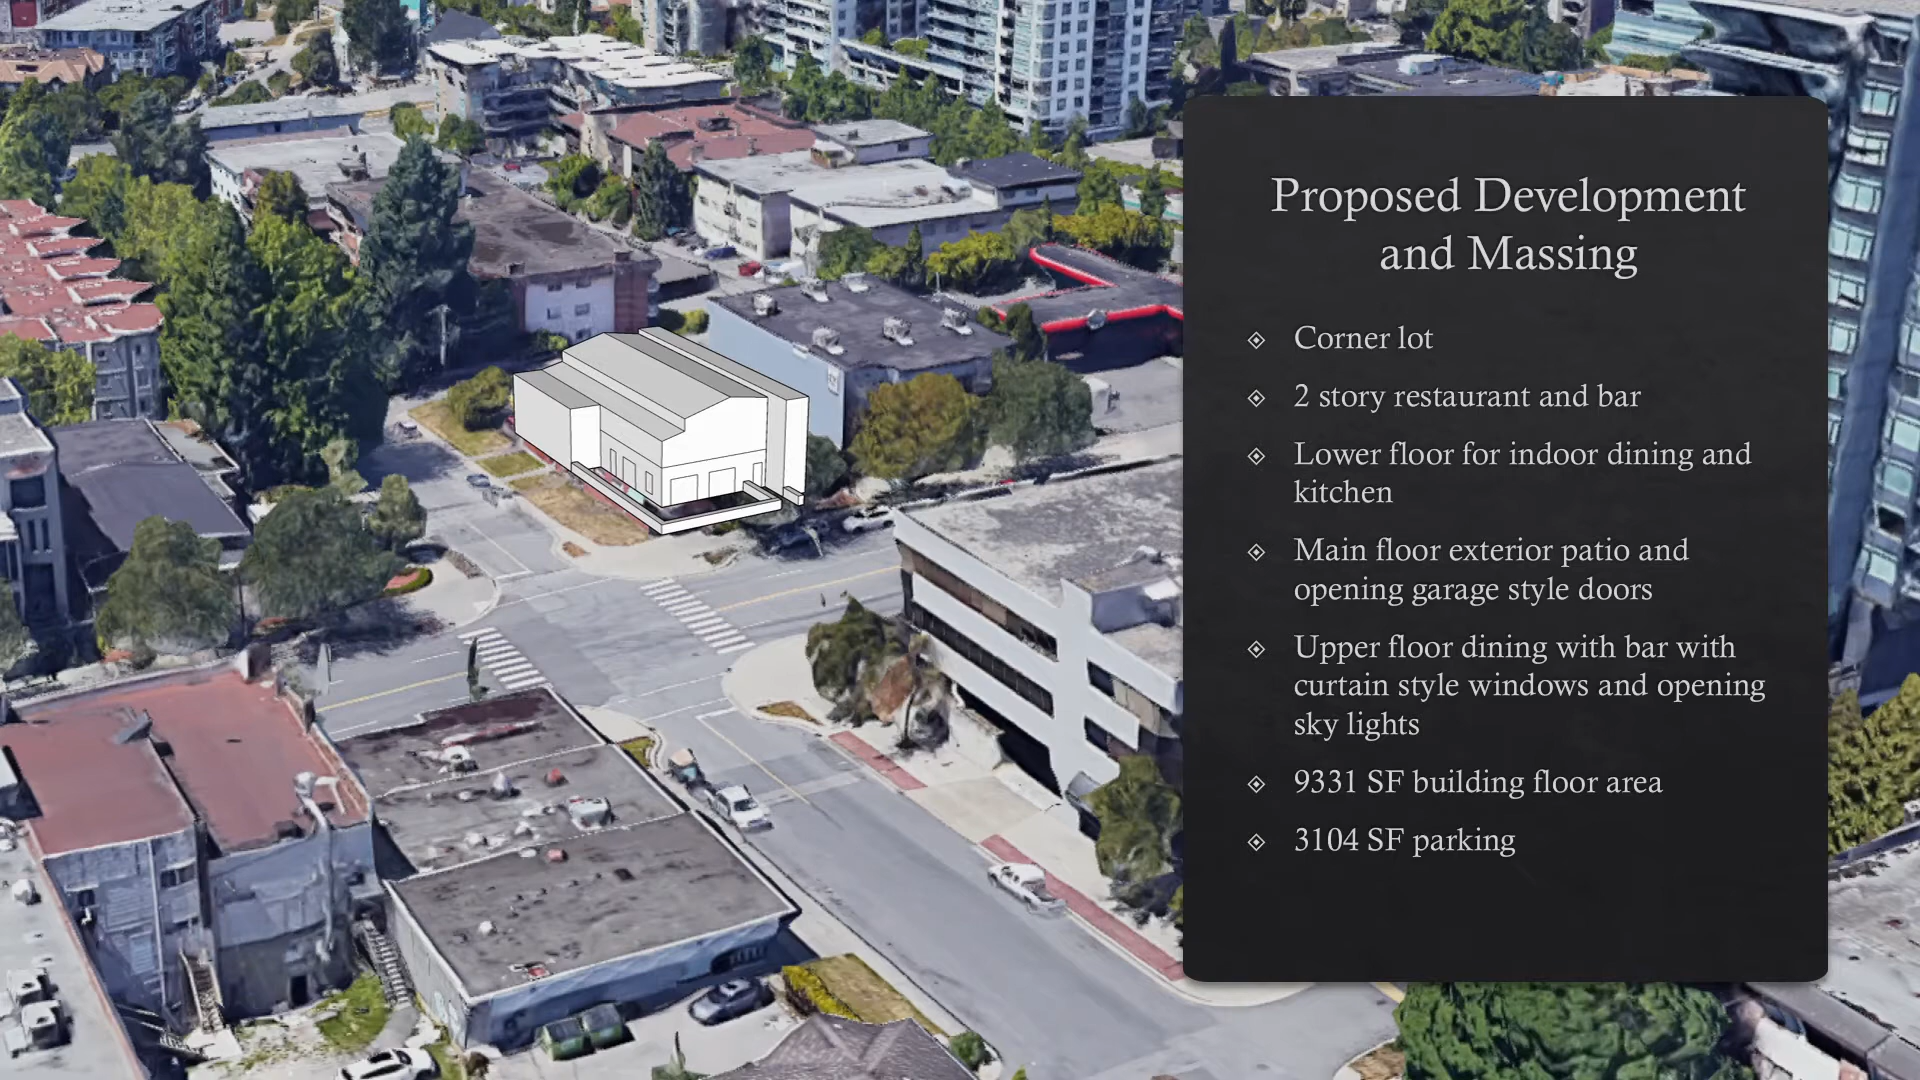 Proposed Development
and Massing
Corner lot
2 story restaurant and bar
Lower floor for indoor dining and
kitchen
Main floor exterior patio and
opening garage style doors
Upper floor dining with bar with
curtain style windows and opening
sky lights
9331 SF building floor area
3104 SF parking